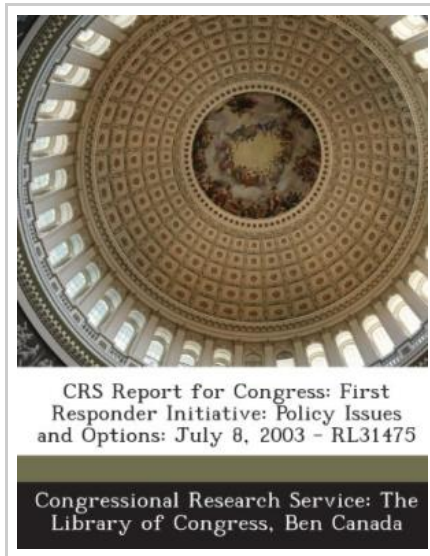 CRS Report for Congress: First
Responder Initiative: Policy Issues
and Options: July 8, 2003 - RL31475
Congressional Research Service: The
Library of Congress, Ben Canada